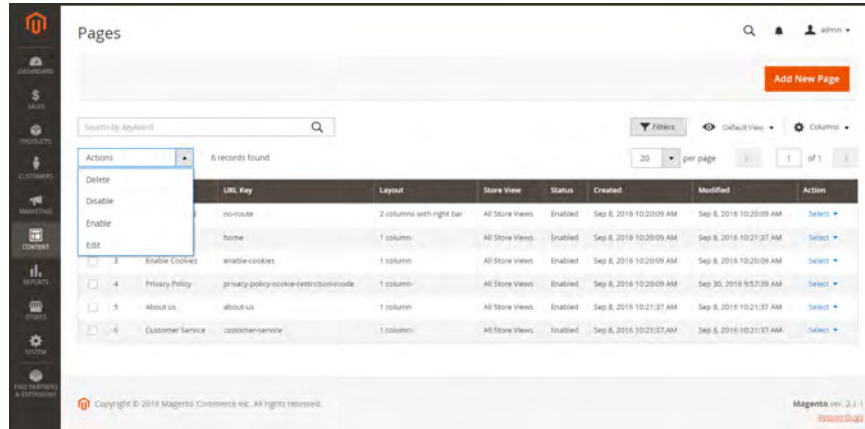 Pages
admin
DASHBOARD
Add New Page
SALES
Search by keyword
Filters
Default View
Columns
PRODUCTS
Actions
6 records found
20 per page
1 of 1
CUSTOMERS
Delete
Disable
Enable
Edit
URL Key Layout Store View Status Created Modified Action
MARKETING
no-route 2 columns with right bar All Store Views Enabled Sep 8, 2016 10:20:09 AM Sep 8, 2016 10:20:09 AM Select
CONTENT
home 1 column All Store Views Enabled Sep 8, 2016 10:20:09 AM Sep 8, 2016 10:21:37 AM Select
3 Enable Cookies enable-cookies 1 column All Store Views Enabled Sep 8, 2016 10:20:09 AM Sep 8, 2016 10:20:09 AM Select
REPORTS
4 Privacy Policy privacy-policy-cookie-restriction-mode 1 column All Store Views Enabled Sep 8, 2016 10:20:09 AM Sep 30, 2016 9:57:39 AM Select
STORES
5 About us about-us 1 column All Store Views Enabled Sep 8, 2016 10:21:37 AM Sep 8, 2016 10:21:37 AM Select
6 Customer Service customer-service 1 column All Store Views Enabled Sep 8, 2016 10:21:37 AM Sep 8, 2016 10:21:37 AM Select
SYSTEM
FIND PARTNERS
& EXTENSIONS
Copyright © 2016 Magento Commerce Inc. All rights reserved.
Magento ver. 2.1.1
Report Bugs